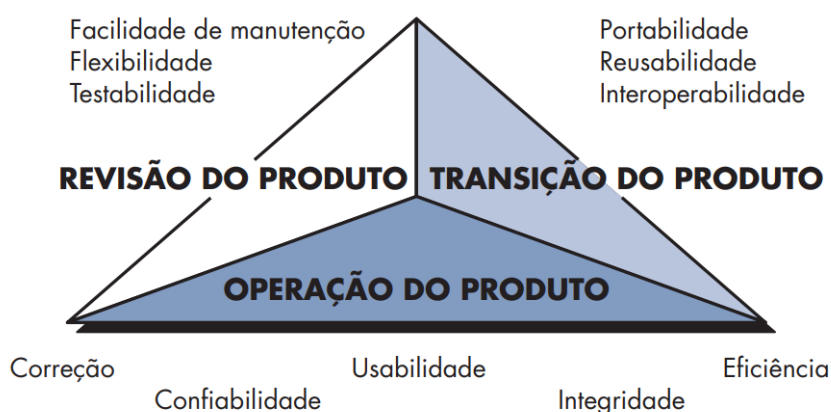 Facilidade de manutenção
Flexibilidade
Testabilidade
Portabilidade
Reusabilidade
Interoperabilidade
REVISÃO DO PRODUTO
TRANSIÇÃO DO PRODUTO
OPERAÇÃO DO PRODUTO
Correção
Usabilidade
Eficiência
Confiabilidade
Integridade